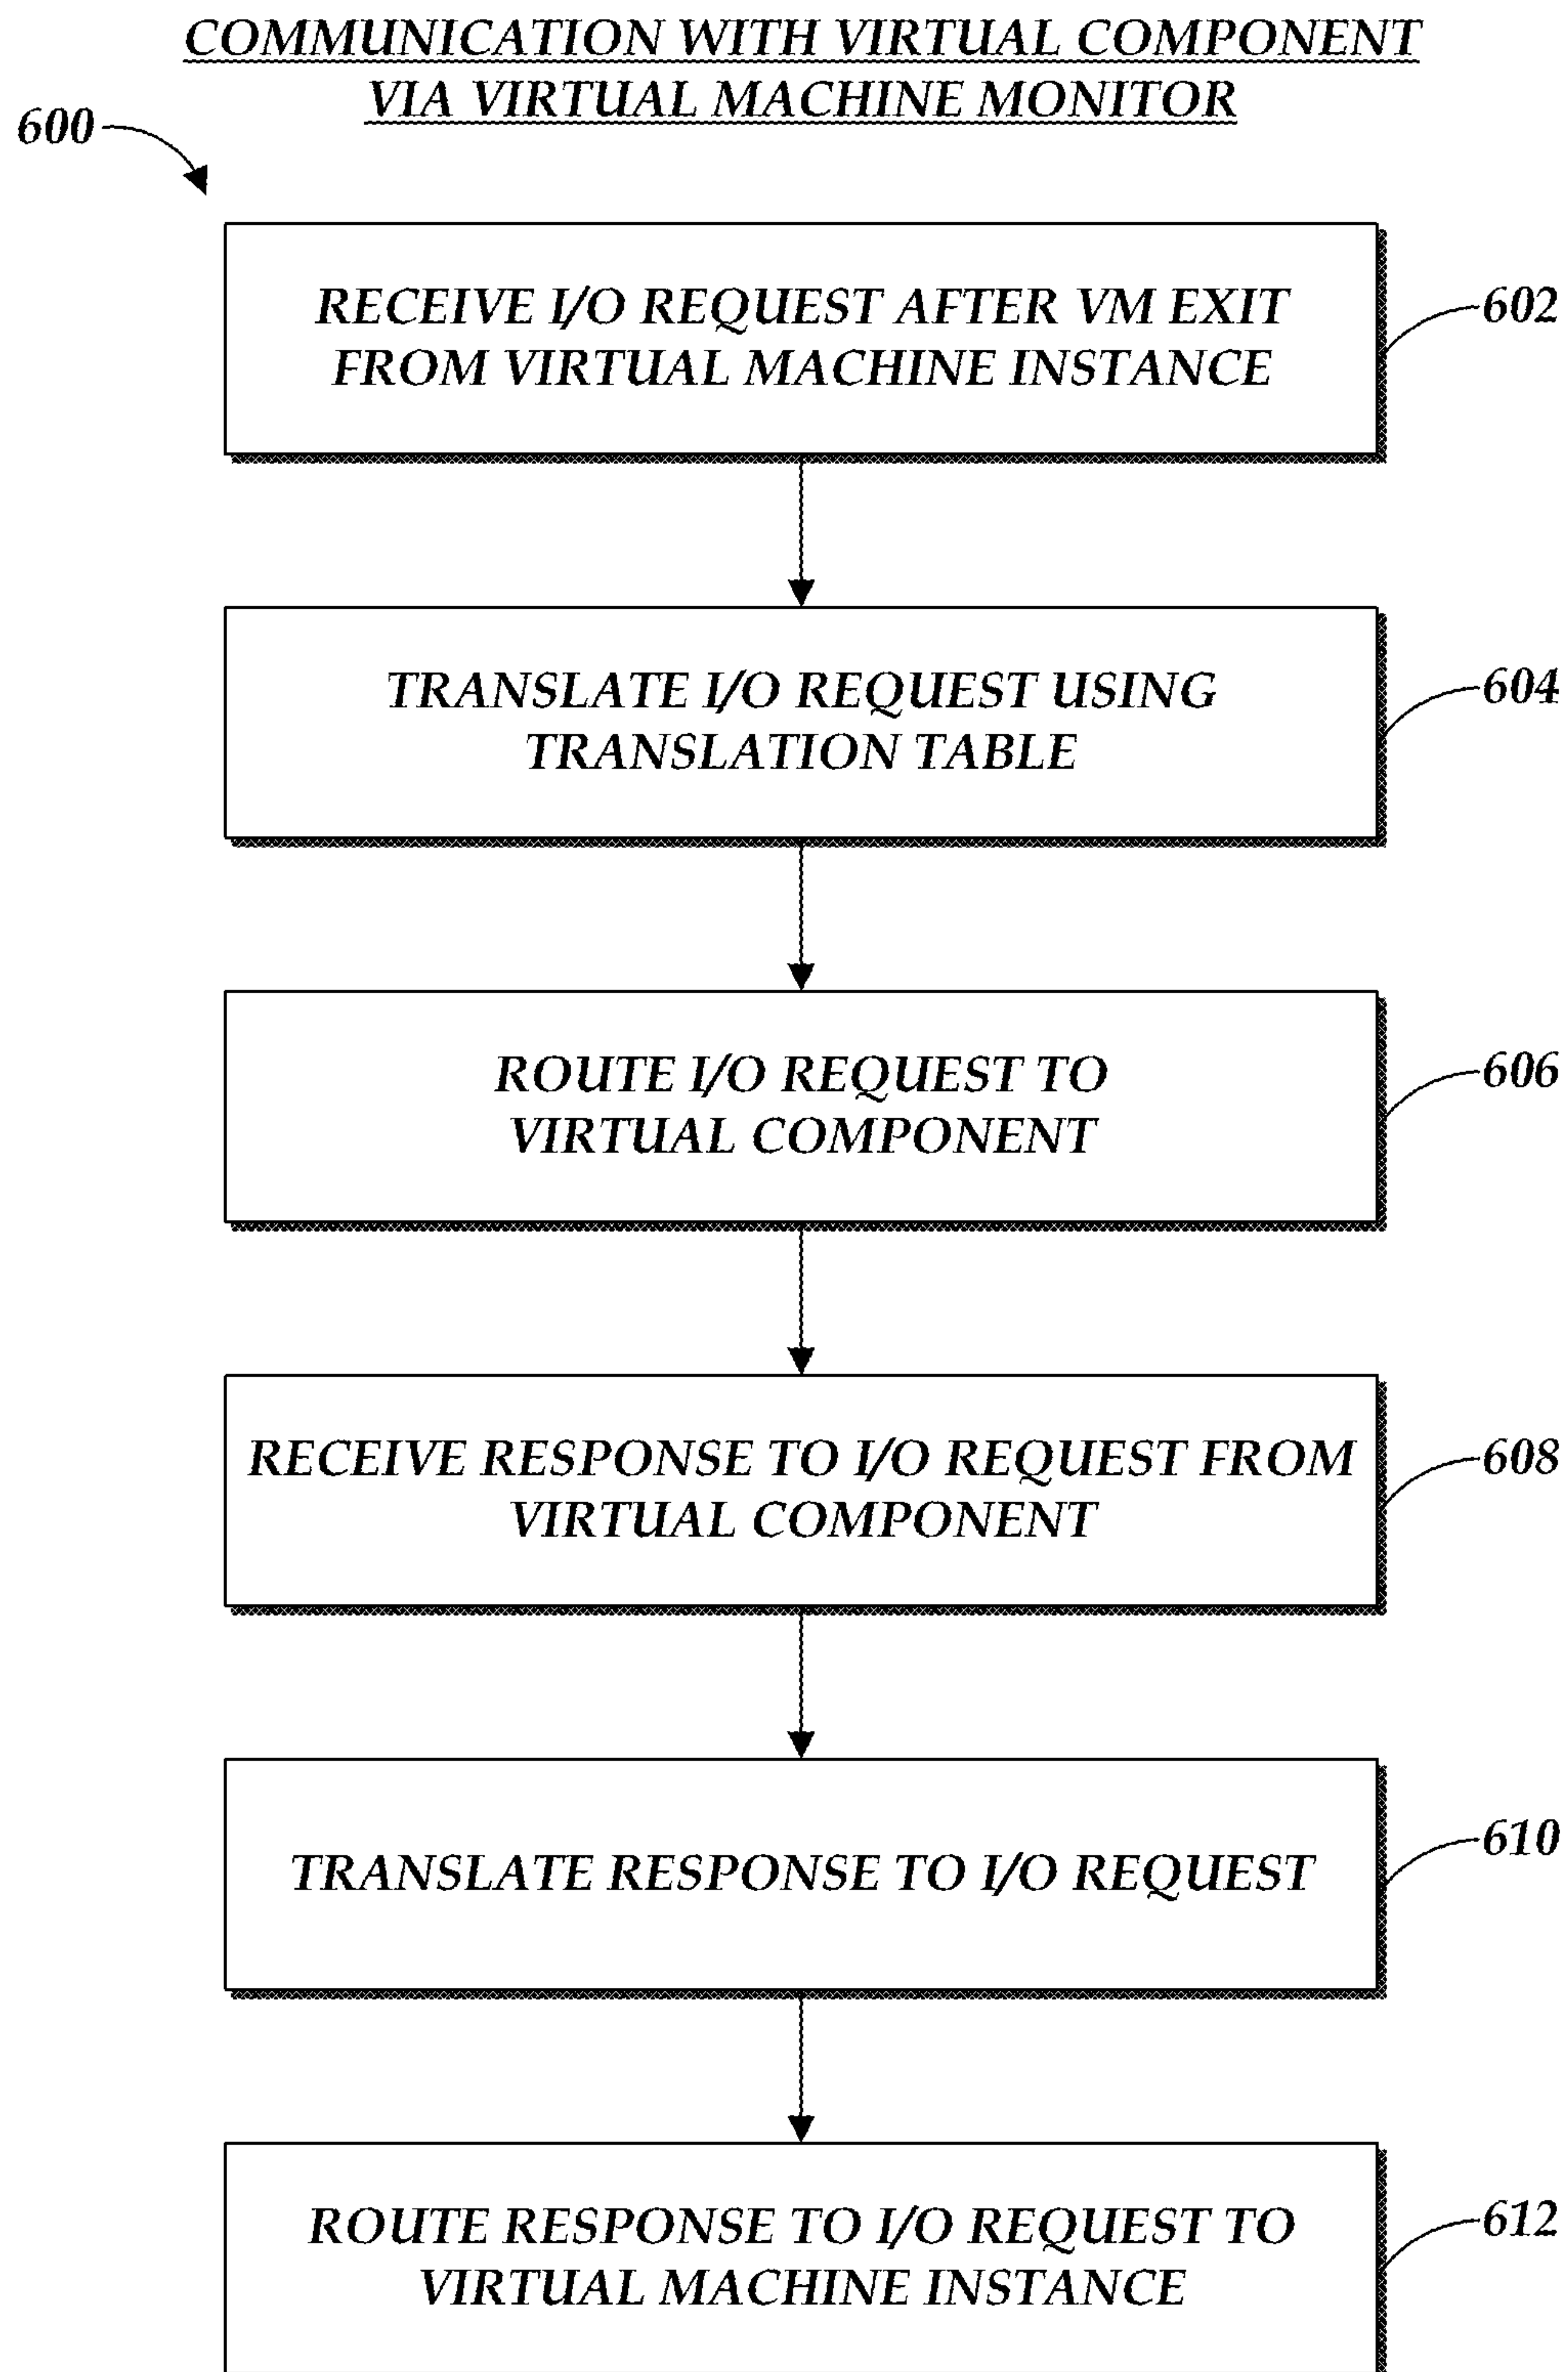 COMMUNICATION WITH VIRTUAL COMPONENT
VIA VIRTUAL MACHINE MONITOR
600
RECEIVE I/O REQUEST AFTER VM EXIT
FROM VIRTUAL MACHINE INSTANCE
602
TRANSLATE I/O REQUEST USING
TRANSLATION TABLE
604
ROUTE I/O REQUEST TO
VIRTUAL COMPONENT
606
RECEIVE RESPONSE TO I/O REQUEST FROM
VIRTUAL COMPONENT
608
TRANSLATE RESPONSE TO I/O REQUEST
610
ROUTE RESPONSE TO I/O REQUEST TO
VIRTUAL MACHINE INSTANCE
612